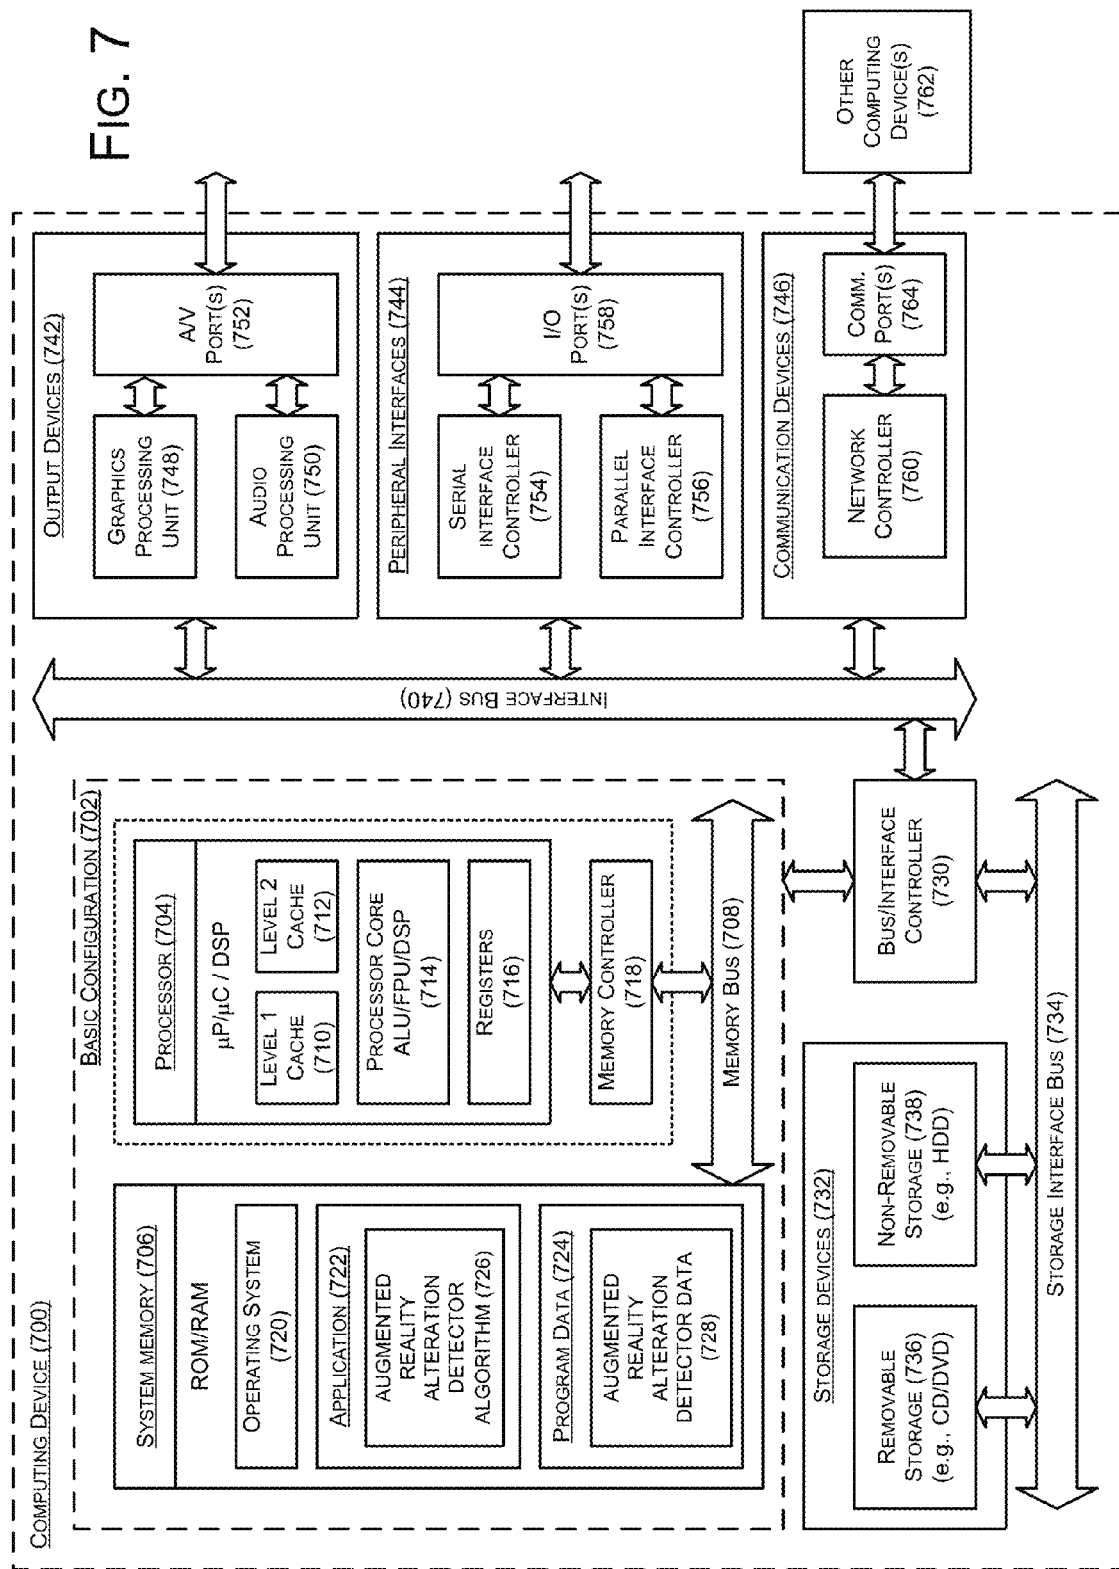 FIG. 7
COMPUTING DEVICE (700)
BASIC CONFIGURATION (702)
SYSTEM MEMORY (706)
ROM/RAM
OPERATING SYSTEM
(720)
APPLICATION (722)
AUGMENTED
REALITY
ALTERATION
DETECTOR
ALGORITHM (726)
PROGRAM DATA (724)
AUGMENTED
REALITY
ALTERATION
DETECTOR DATA
(728)
PROCESSOR (704)
µP/µC / DSP
LEVEL 1
CACHE
(710)
LEVEL 2
CACHE
(712)
PROCESSOR CORE
ALU/FPU/DSP
(714)
REGISTERS
(716)
MEMORY CONTROLLER
(718)
MEMORY BUS (708)
STORAGE DEVICES (732)
REMOVABLE
STORAGE (736)
(e.g., CD/DVD)
NON-REMOVABLE
STORAGE (738)
(e.g., HDD)
STORAGE INTERFACE BUS (734)
BUS/INTERFACE
CONTROLLER
(730)
INTERFACE BUS (740)
OUTPUT DEVICES (742)
GRAPHICS
PROCESSING
UNIT (748)
AUDIO
PROCESSING
UNIT (750)
A/V
PORT(S)
(752)
PERIPHERAL INTERFACES (744)
SERIAL
INTERFACE
CONTROLLER
(754)
PARALLEL
INTERFACE
CONTROLLER
(756)
I/O
PORT(S)
(758)
COMMUNICATION DEVICES (746)
NETWORK
CONTROLLER
(760)
COMM.
PORT(S)
(764)
OTHER
COMPUTING
DEVICE(S)
(762)